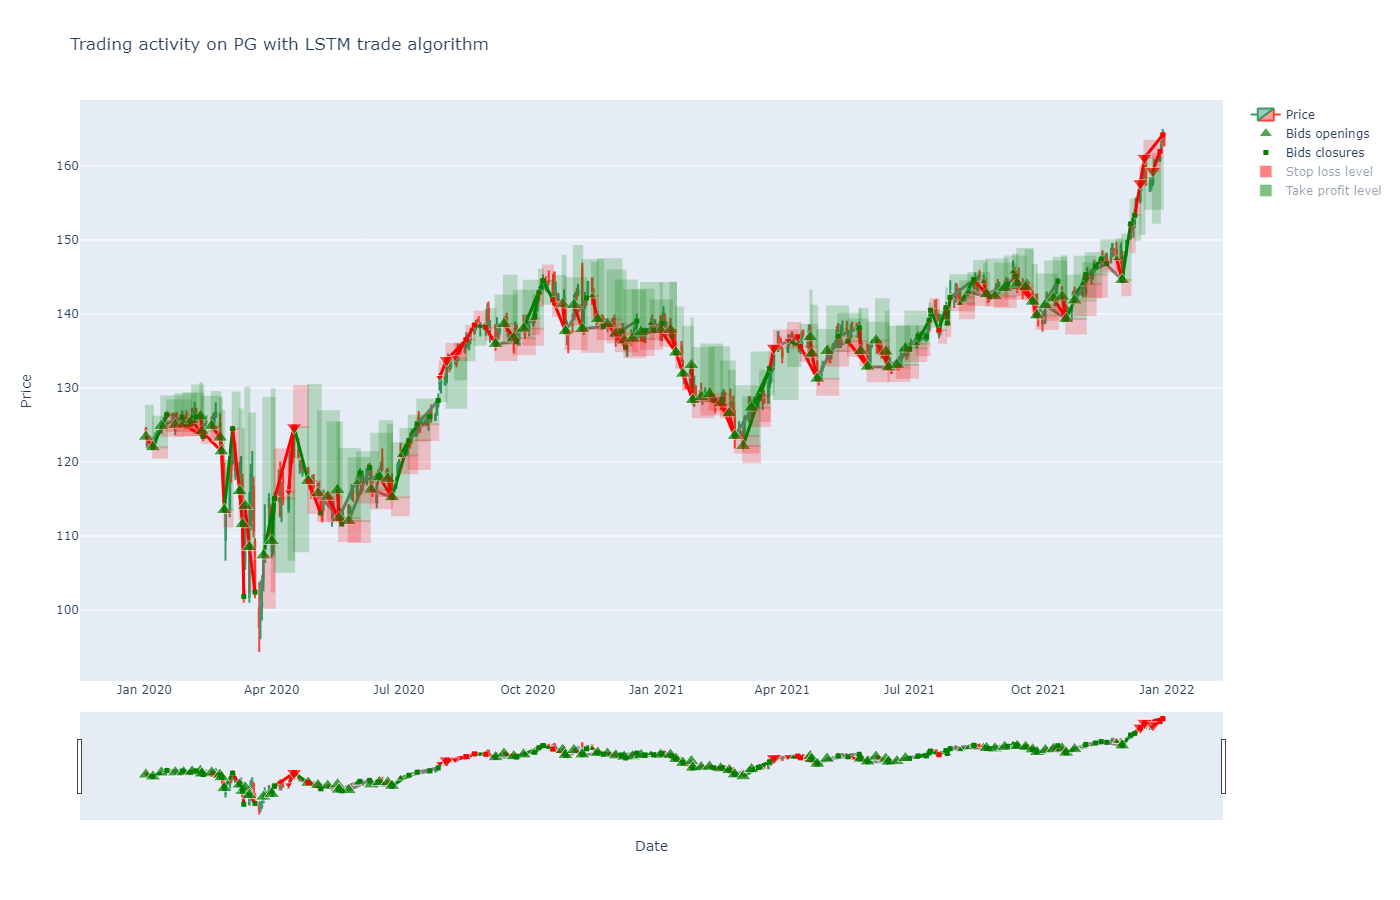 Trading activity on PG with LSTM trade algorithm
Price
Bids openings
Bids closures
Stop loss level
Take profit level
Price
160
150
140
130
120
110
100
Jan 2020
Apr 2020
Jul 2020
Oct 2020
Jan 2021
Apr 2021
Jul 2021
Oct 2021
Jan 2022
Date